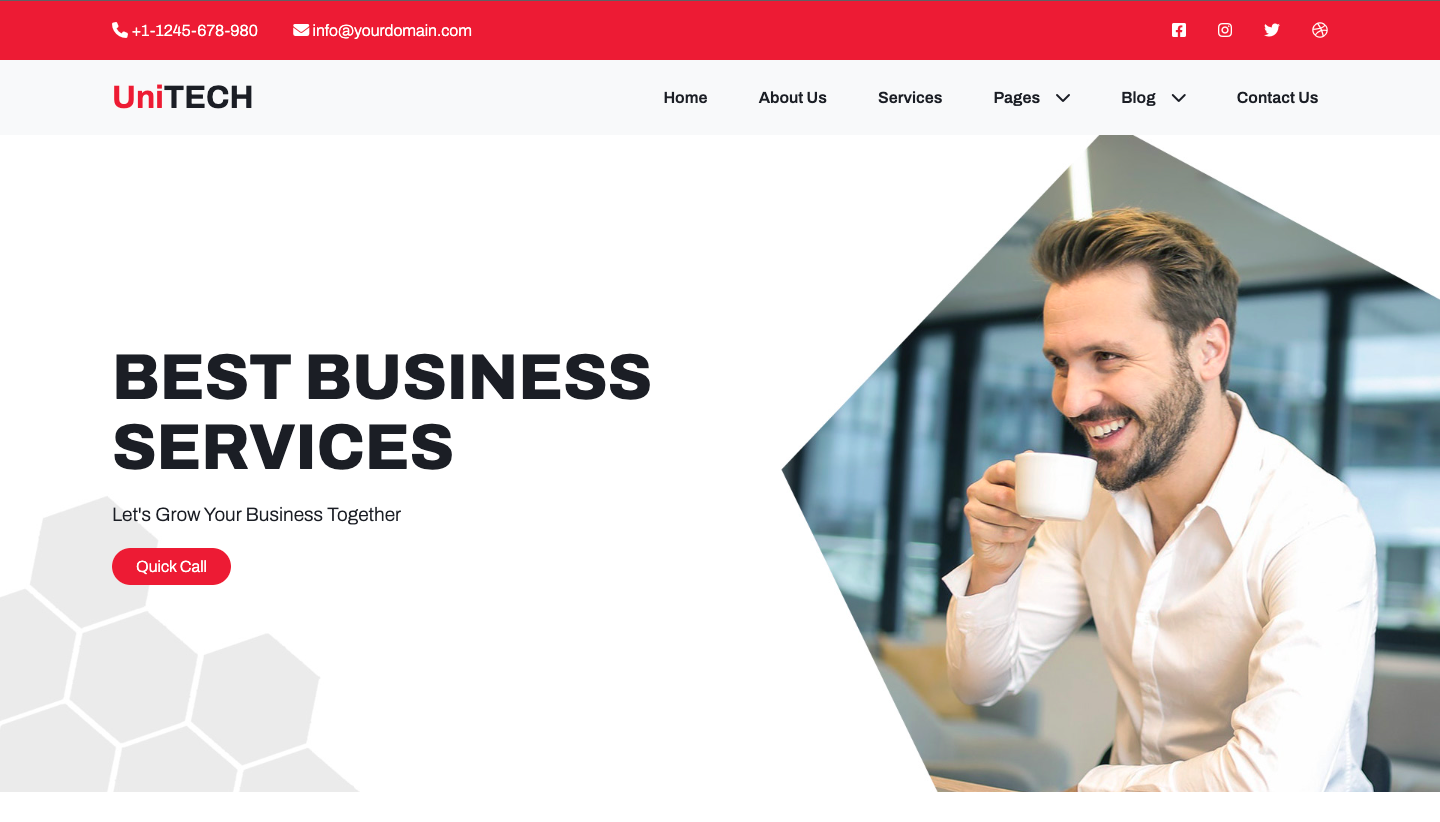 +1-1245-678-980 info@yourdomain.com
UniTECH Home About Us Services Pages Blog Contact Us
BEST BUSINESS
SERVICES
Let's Grow Your Business Together
Quick Call